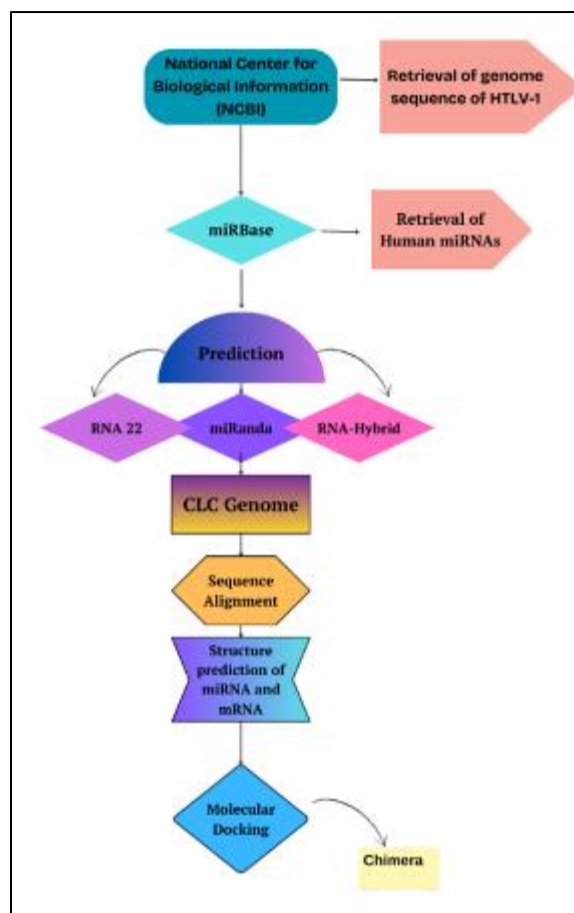 National Center for
Biological Information
(NCBI)
Retrieval of genome
sequence of HTLV-1
miRBase
Retrieval of
Human miRNAs
Prediction
RNA 22
miRanda
RNA-Hybrid
CLC Genome
Sequence
Alignment
Structure
prediction of
miRNA and
mRNA
Molecular
Docking
Chimera